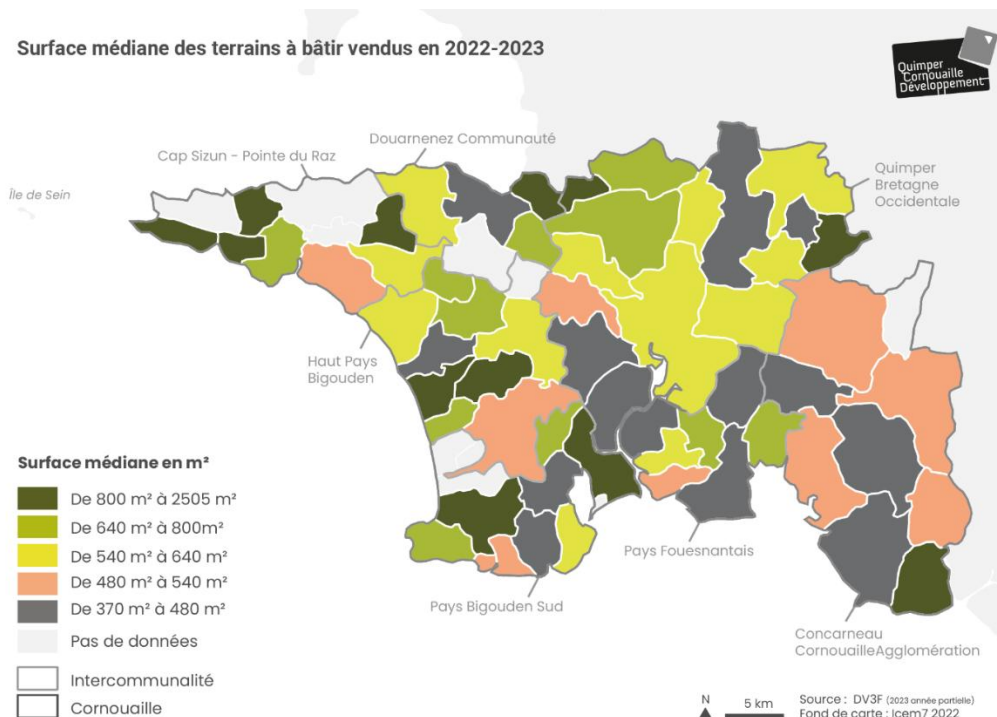 Surface médiane des terrains à bâtir vendus en 2022-2023
Quimper
Cornouaille
Développement
Douarnenez Communauté
Cap Sizun - Pointe du Raz
Île de Sein
Quimper
Bretagne
Occidentale
Haut Pays
Bigouden
Surface médiane en m²
De 800 m² à 2505 m²
De 640 m² à 800m²
De 540 m² à 640 m²
De 480 m² à 540 m²
De 370 m² à 480 m²
Pas de données
Intercommunalité
Cornouaille
Pays Fouesnantais
Pays Bigouden Sud
Concarneau
CornouailleAgglomération
N
5 km
Source : DV3F (2023 année partielle)
Fond de carte : Icem7 2022